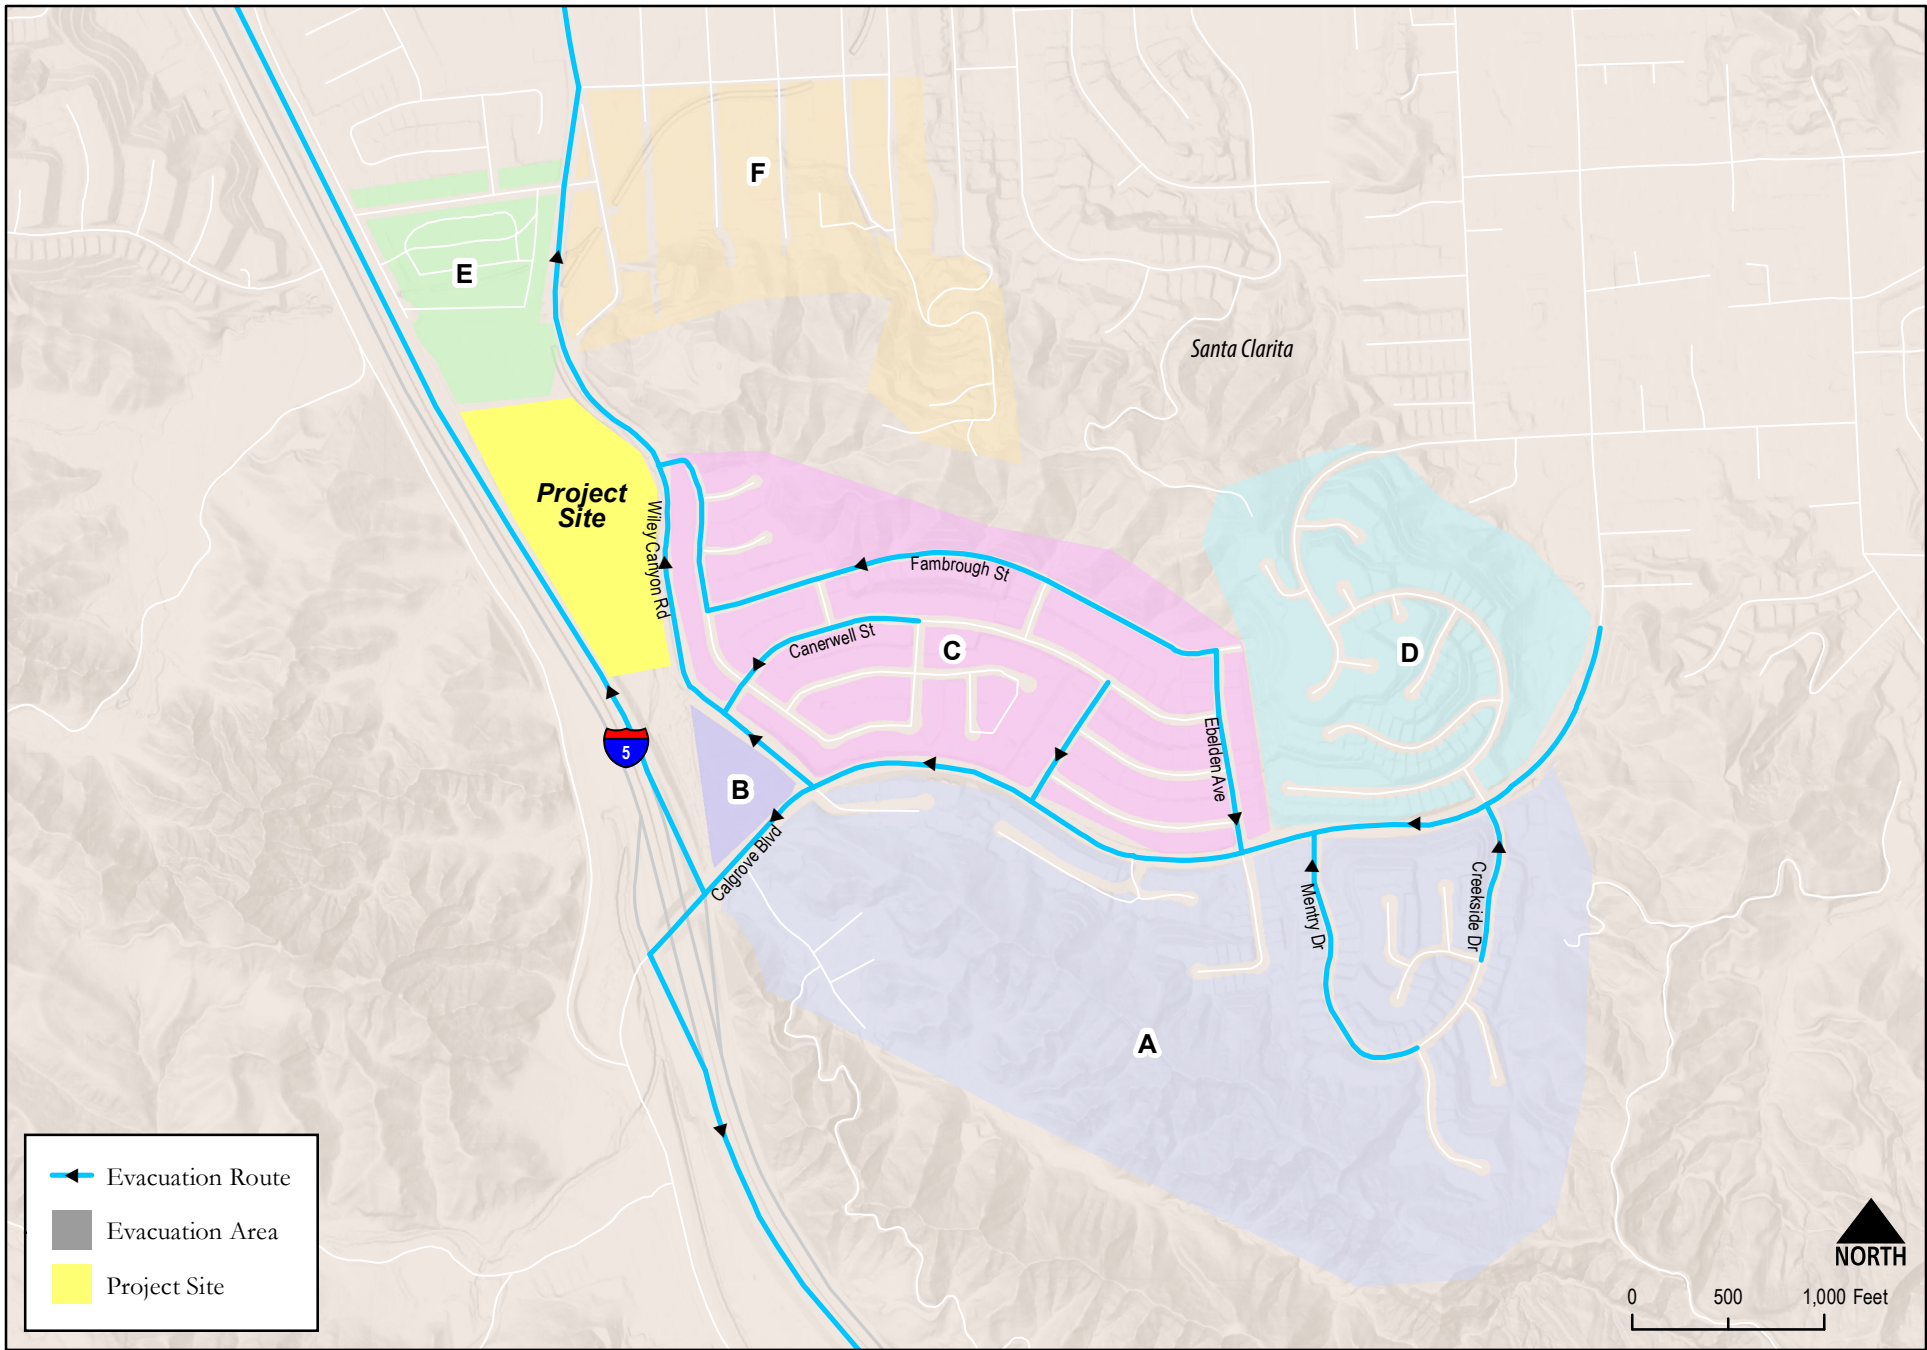 F
E
Santa Clarita
Project
Site
Wiley Canyon Rd
Fambrough St
Canerwell St
C
D
Ebelden Ave
5
B
Calgrove Blvd
Mentry Dr
Creekside Dr
A
Evacuation Route
Evacuation Area
Project Site
NORTH
0 500 1,000 Feet